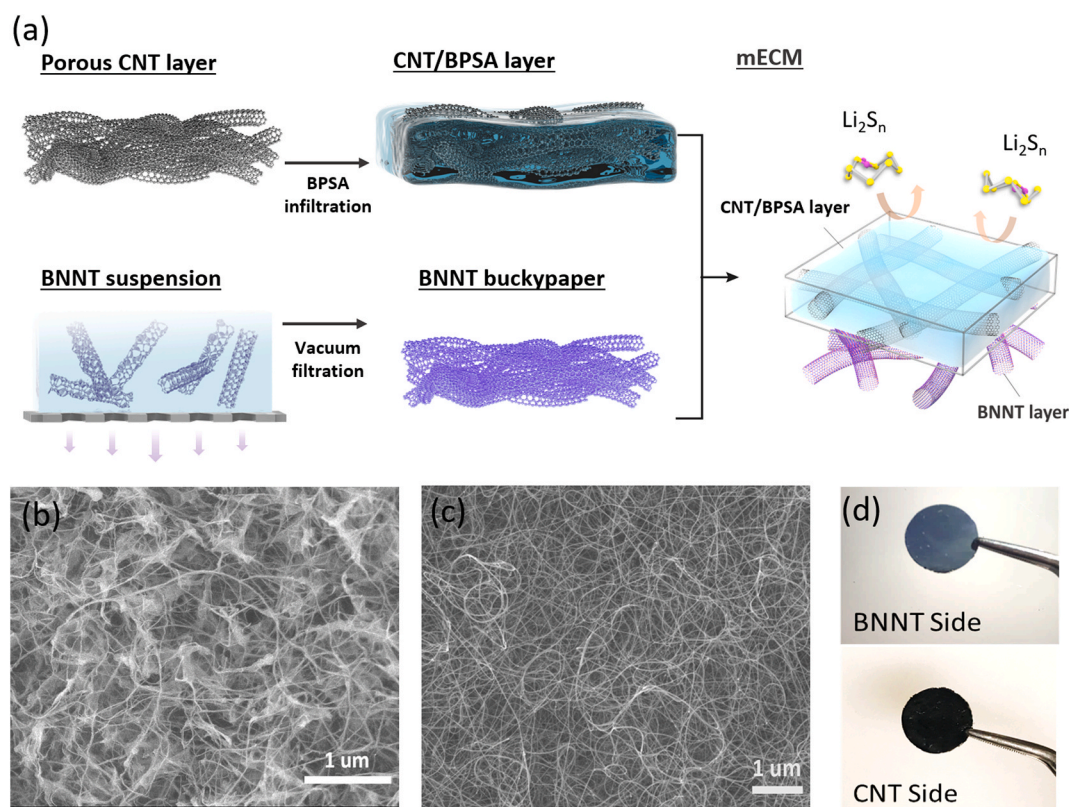 (a)
Porous CNT layer
CNT/BPSA layer
mECM
BPSA
infiltration
Li₂Sₙ
Li₂Sₙ
CNT/BPSA layer
BNNT suspension
BNNT buckypaper
Vacuum
filtration
BNNT layer
(b)
1 um
(c)
1 um
(d)
BNNT Side
CNT Side